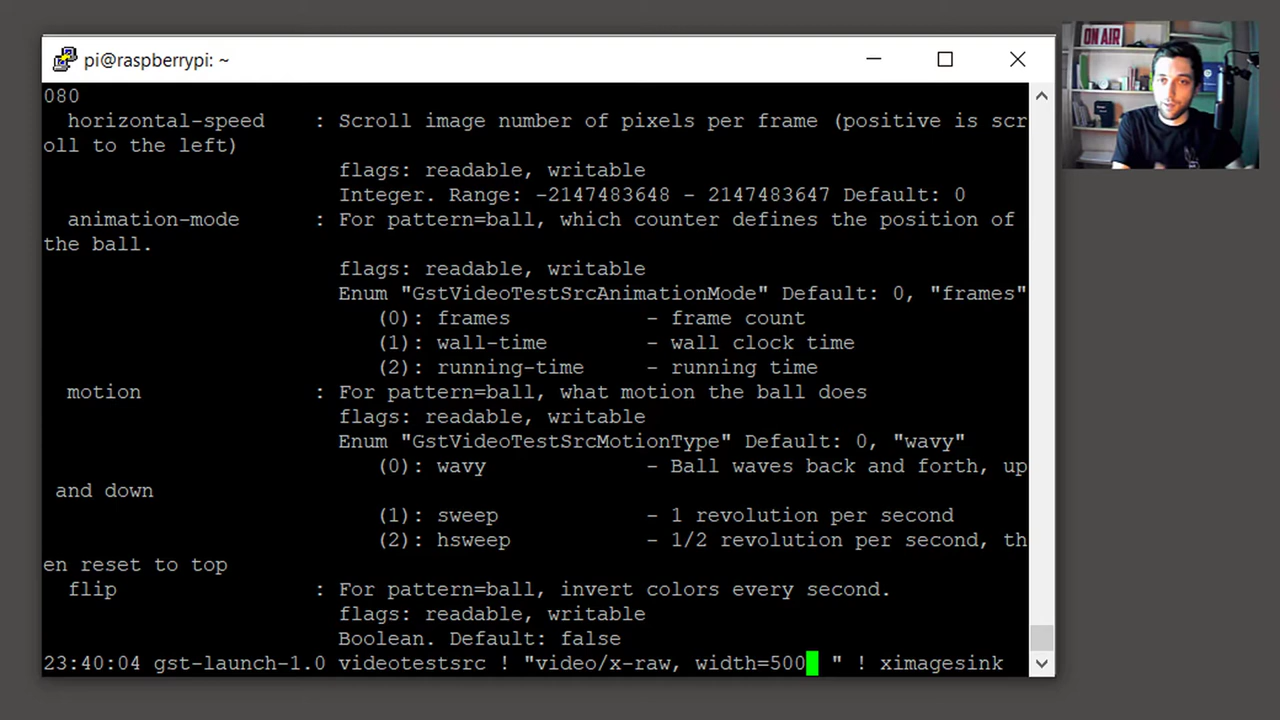 pi@raspberrypi: ~
ON AIR
080
horizontal-speed : Scroll image number of pixels per frame (positive is scr
oll to the left)
flags: readable, writable
Integer. Range: -2147483648 - 2147483647 Default: 0
animation-mode : For pattern=ball, which counter defines the position of
the ball.
flags: readable, writable
Enum "GstVideoTestSrcAnimationMode" Default: 0, "frames"
(0): frames - frame count
(1): wall-time - wall clock time
(2): running-time - running time
motion : For pattern=ball, what motion the ball does
flags: readable, writable
Enum "GstVideoTestSrcMotionType" Default: 0, "wavy"
(0): wavy - Ball waves back and forth, up
and down
(1): sweep - 1 revolution per second
(2): hsweep - 1/2 revolution per second, th
en reset to top
flip : For pattern=ball, invert colors every second.
flags: readable, writable
Boolean. Default: false
23:40:04 gst-launch-1.0 videotestsrc ! "video/x-raw, width=500 " ! ximagesink